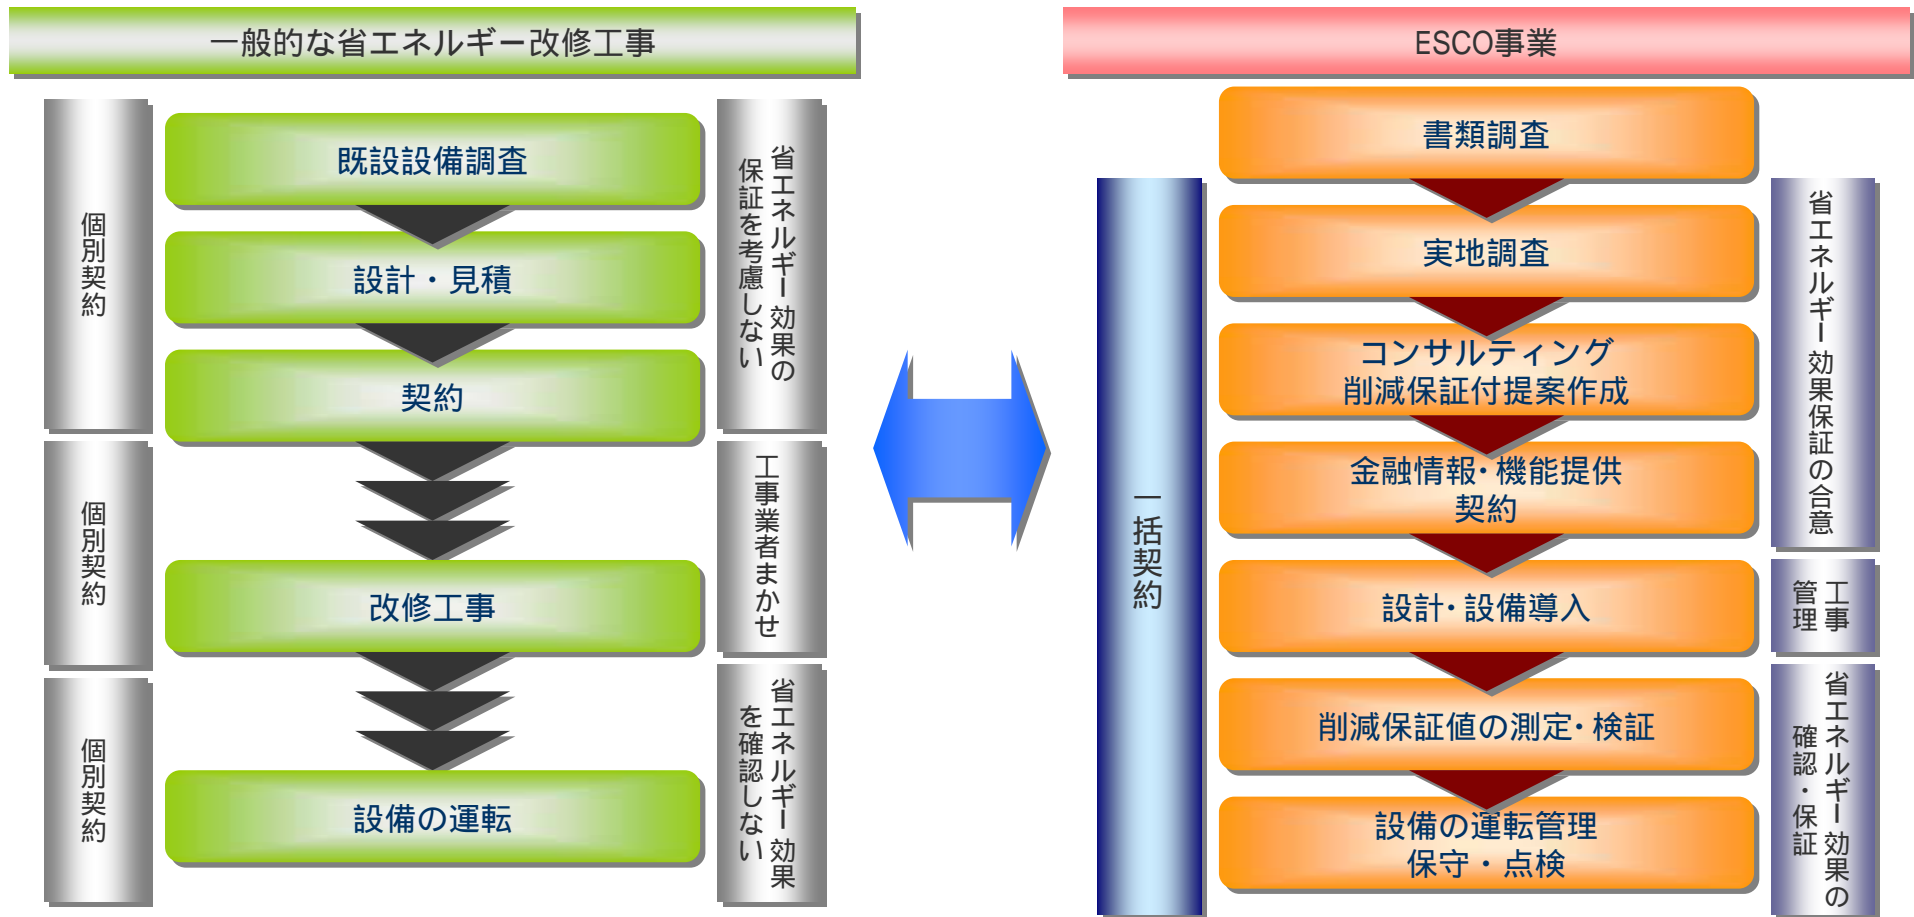 一般的な省エネルギー改修工事
個別契約
個別契約
個別契約
既設設備調査
設計・見積
契約
改修工事
設備の運転
省エネルギー効果の
保証を考慮しない
工事業者まかせ
省エネルギー効果
を確認しない
ESCO事業
一括契約
書類調査
実地調査
コンサルティング
削減保証付提案作成
金融情報・機能提供
契約
設計・設備導入
削減保証値の測定・検証
設備の運転管理
保守・点検
省エネルギー効果保証の合意
工事
管理
省エネルギー効果の
確認・保証